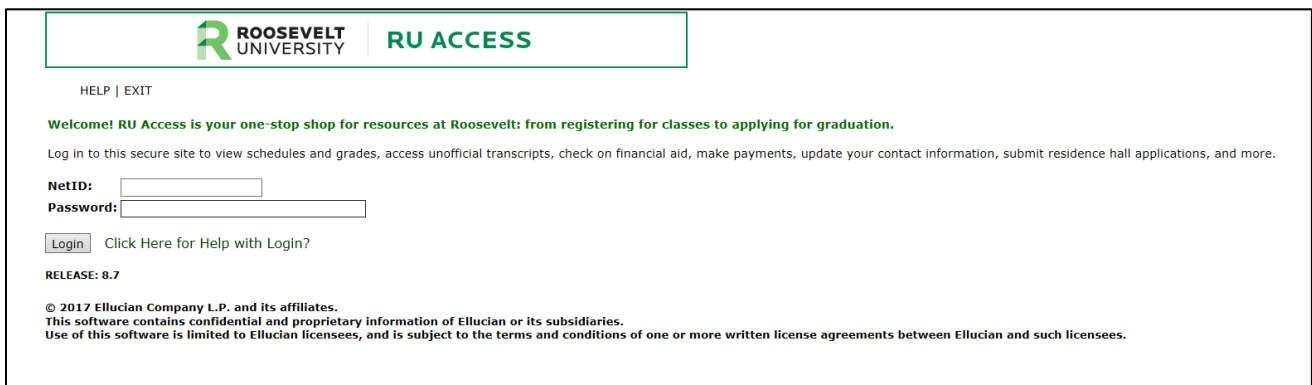 ROOSEVELT
UNIVERSITY
RU ACCESS
HELP | EXIT
Welcome! RU Access is your one-stop shop for resources at Roosevelt: from registering for classes to applying for graduation.
Log in to this secure site to view schedules and grades, access unofficial transcripts, check on financial aid, make payments, update your contact information, submit residence hall applications, and more.
NetID:
Password:
Login Click Here for Help with Login?
RELEASE: 8.7
© 2017 Ellucian Company L.P. and its affiliates.
This software contains confidential and proprietary information of Ellucian or its subsidiaries.
Use of this software is limited to Ellucian licensees, and is subject to the terms and conditions of one or more written license agreements between Ellucian and such licensees.